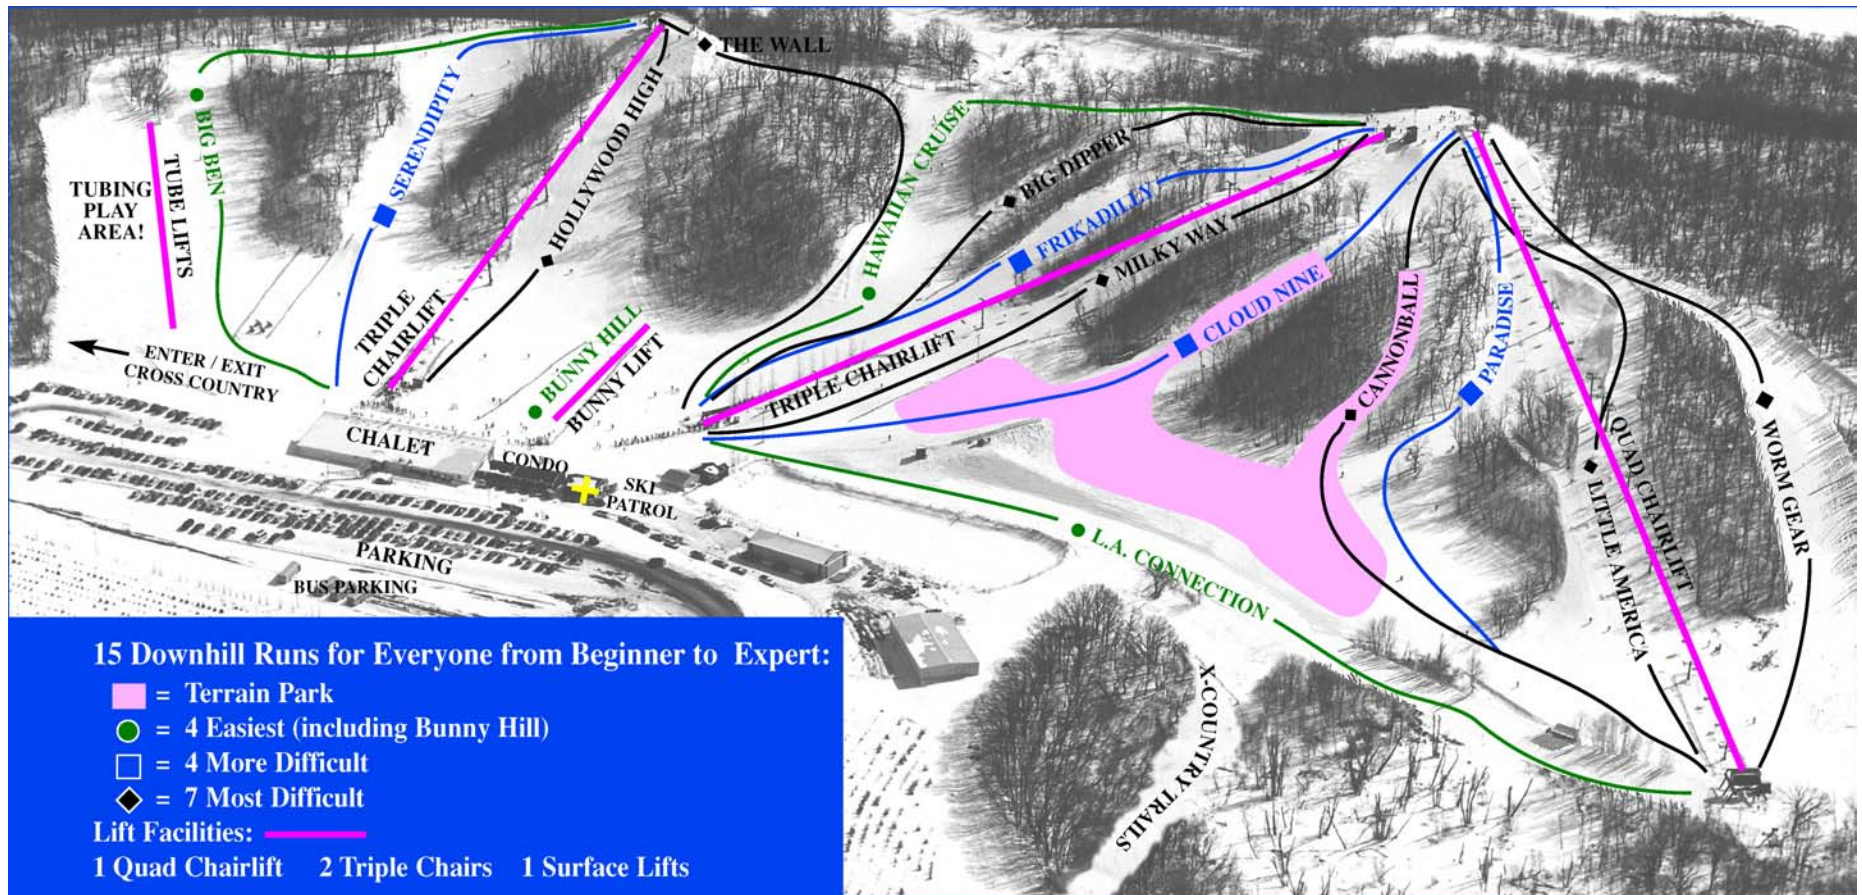 THE WALL
BIG BEN
SERENDIPITY
HOLLYWOOD HIGH
HAWAIIAN CRUISE
BIG DIPPER
TUBING
PLAY
AREA!
TUBE LIFTS
FRIKADILLY
MILKY WAY
CLOUD NINE
CANNONBALL
PARADISE
TRIPLE
CHAIRLIFT
BUNNY HILL
BUNNY LIFT
TRIPLE CHAIRLIFT
QUAD CHAIRLIFT
WORM GEAR
LITTLE AMERICA
ENTER / EXIT
CROSS COUNTRY
CHALET
CONDO
SKI
PATROL
L.A. CONNECTION
PARKING
BUS PARKING
X-COUNTRY TRAILS
15 Downhill Runs for Everyone from Beginner to Expert:
= Terrain Park
= 4 Easiest (including Bunny Hill)
= 4 More Difficult
= 7 Most Difficult
Lift Facilities:
1 Quad Chairlift 2 Triple Chairs 1 Surface Lifts